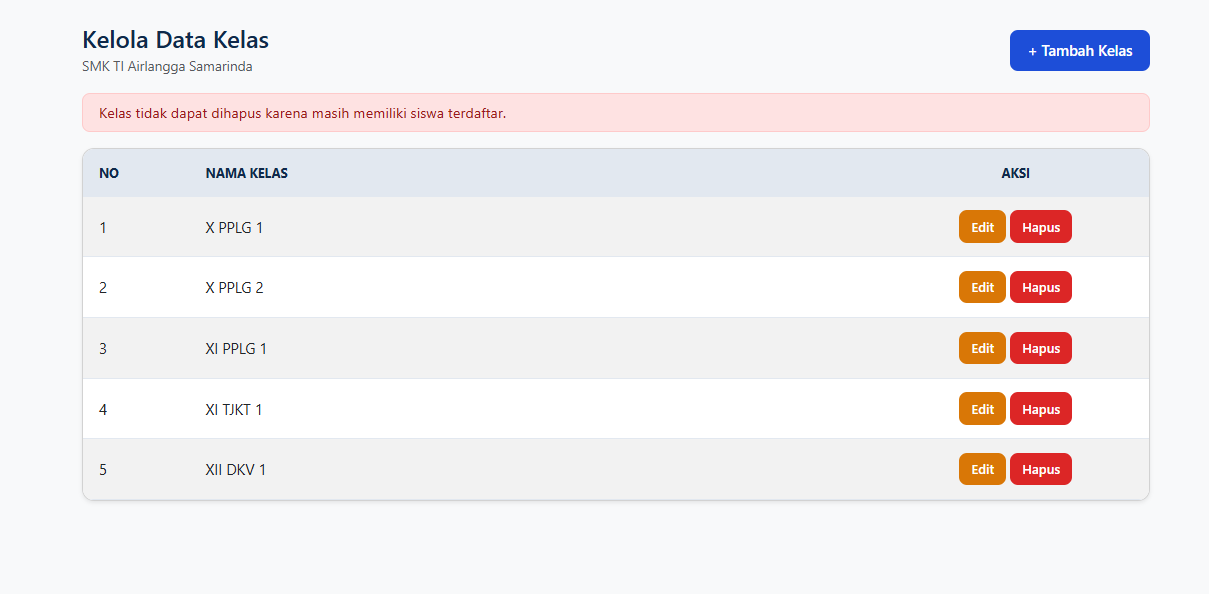 Kelola Data Kelas
SMK TI Airlangga Samarinda
+ Tambah Kelas
Kelas tidak dapat dihapus karena masih memiliki siswa terdaftar.
NO NAMA KELAS AKSI
1 X PPLG 1 Edit Hapus
2 X PPLG 2 Edit Hapus
3 XI PPLG 1 Edit Hapus
4 XI TJKT 1 Edit Hapus
5 XII DKV 1 Edit Hapus